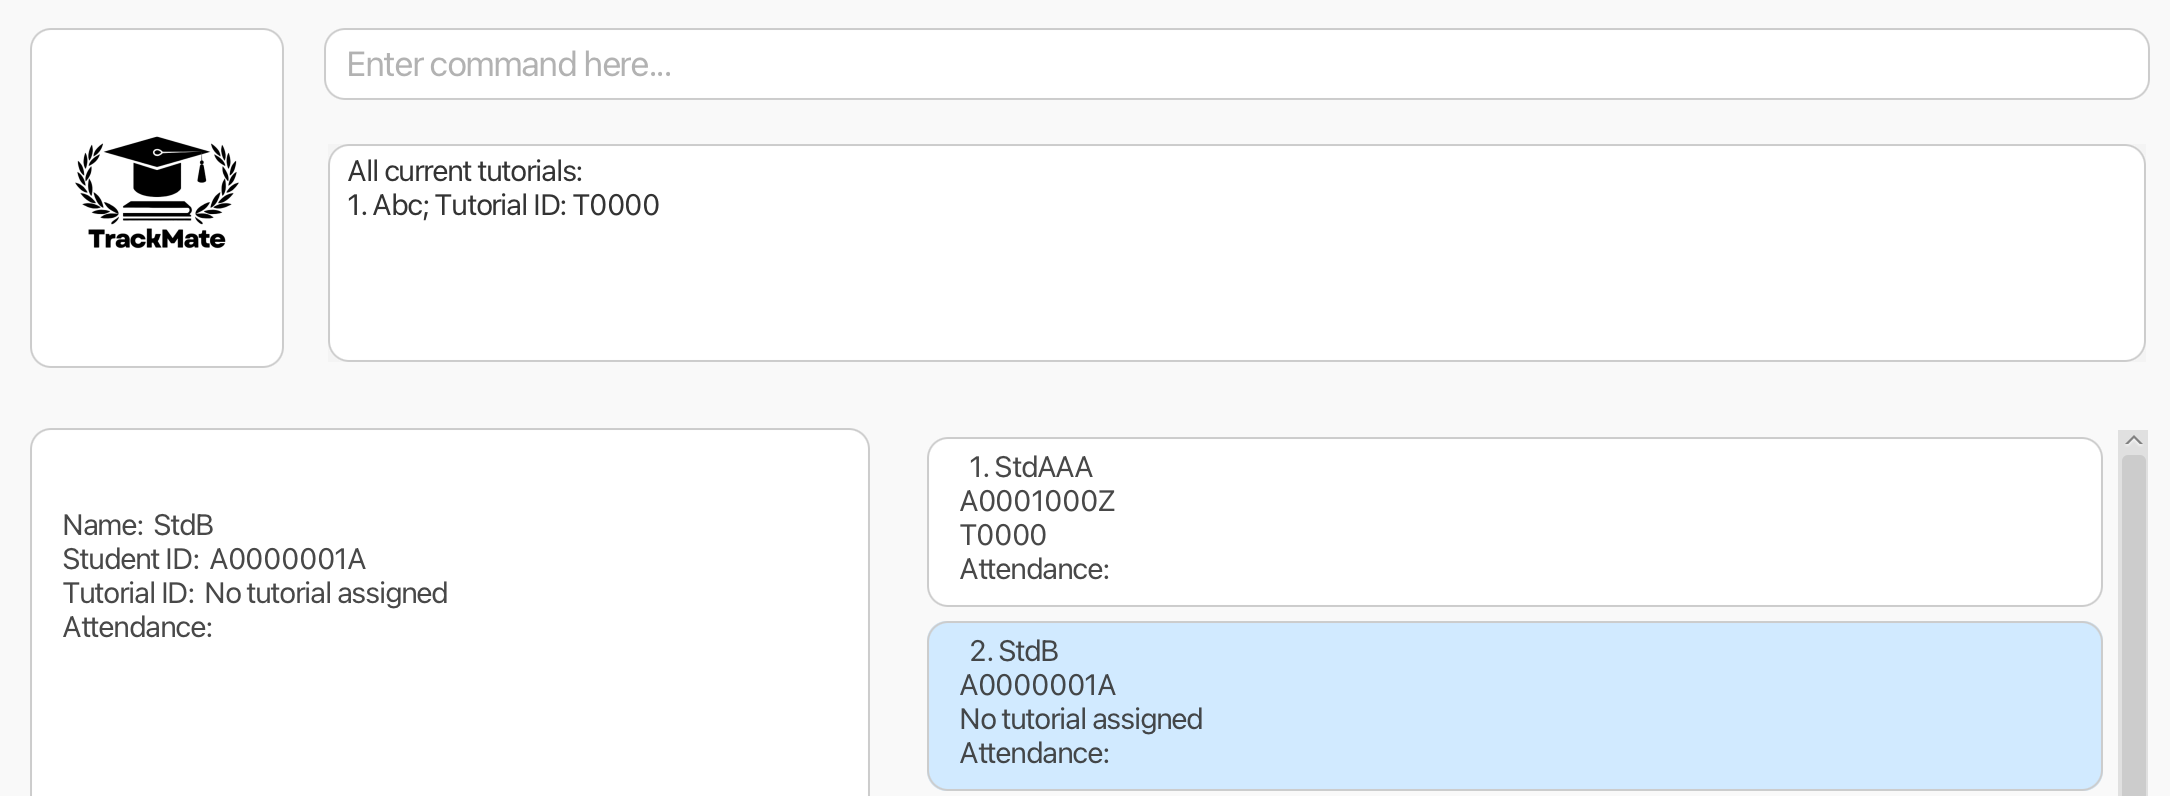 TrackMate
Enter command here...
All current tutorials:
1. Abc; Tutorial ID: T0000
Name: StdB
Student ID: A0000001A
Tutorial ID: No tutorial assigned
Attendance:
1. StdAAA
A0001000Z
T0000
Attendance:
2. StdB
A0000001A
No tutorial assigned
Attendance: